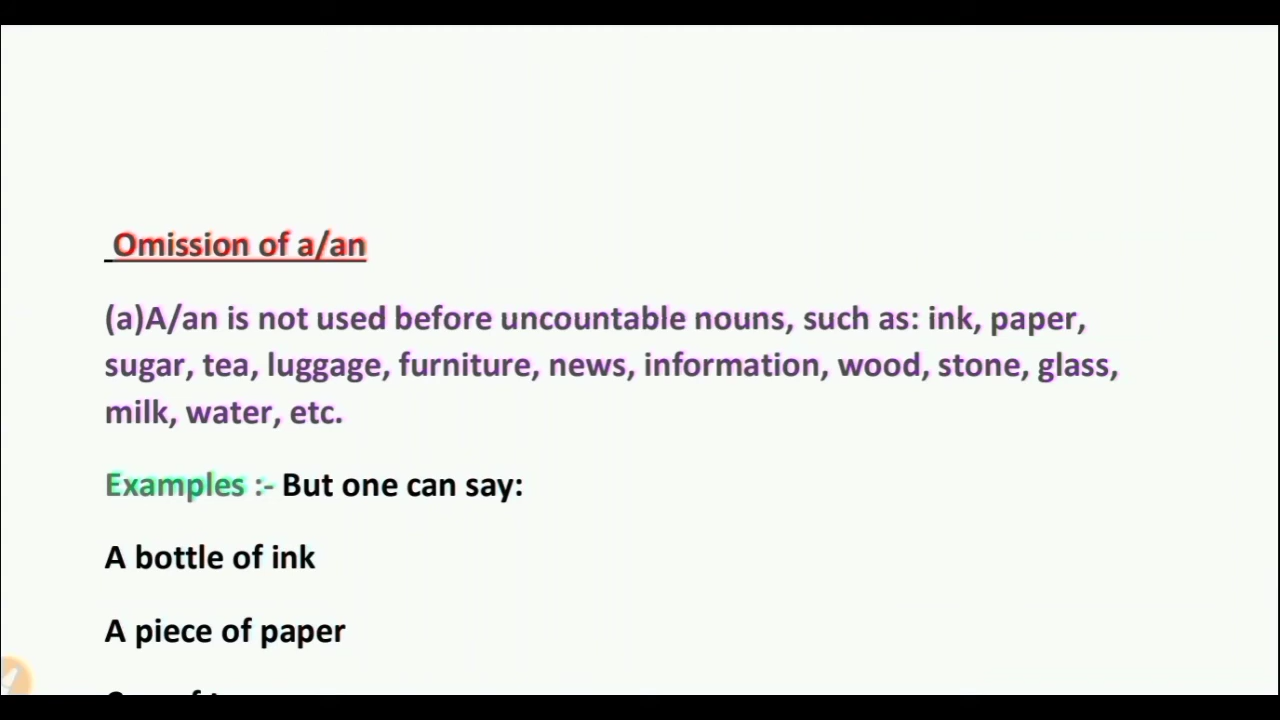 Omission of a/an
(a)A/an is not used before uncountable nouns, such as: ink, paper,
sugar, tea, luggage, furniture, news, information, wood, stone, glass,
milk, water, etc.
Examples :- But one can say:
A bottle of ink
A piece of paper